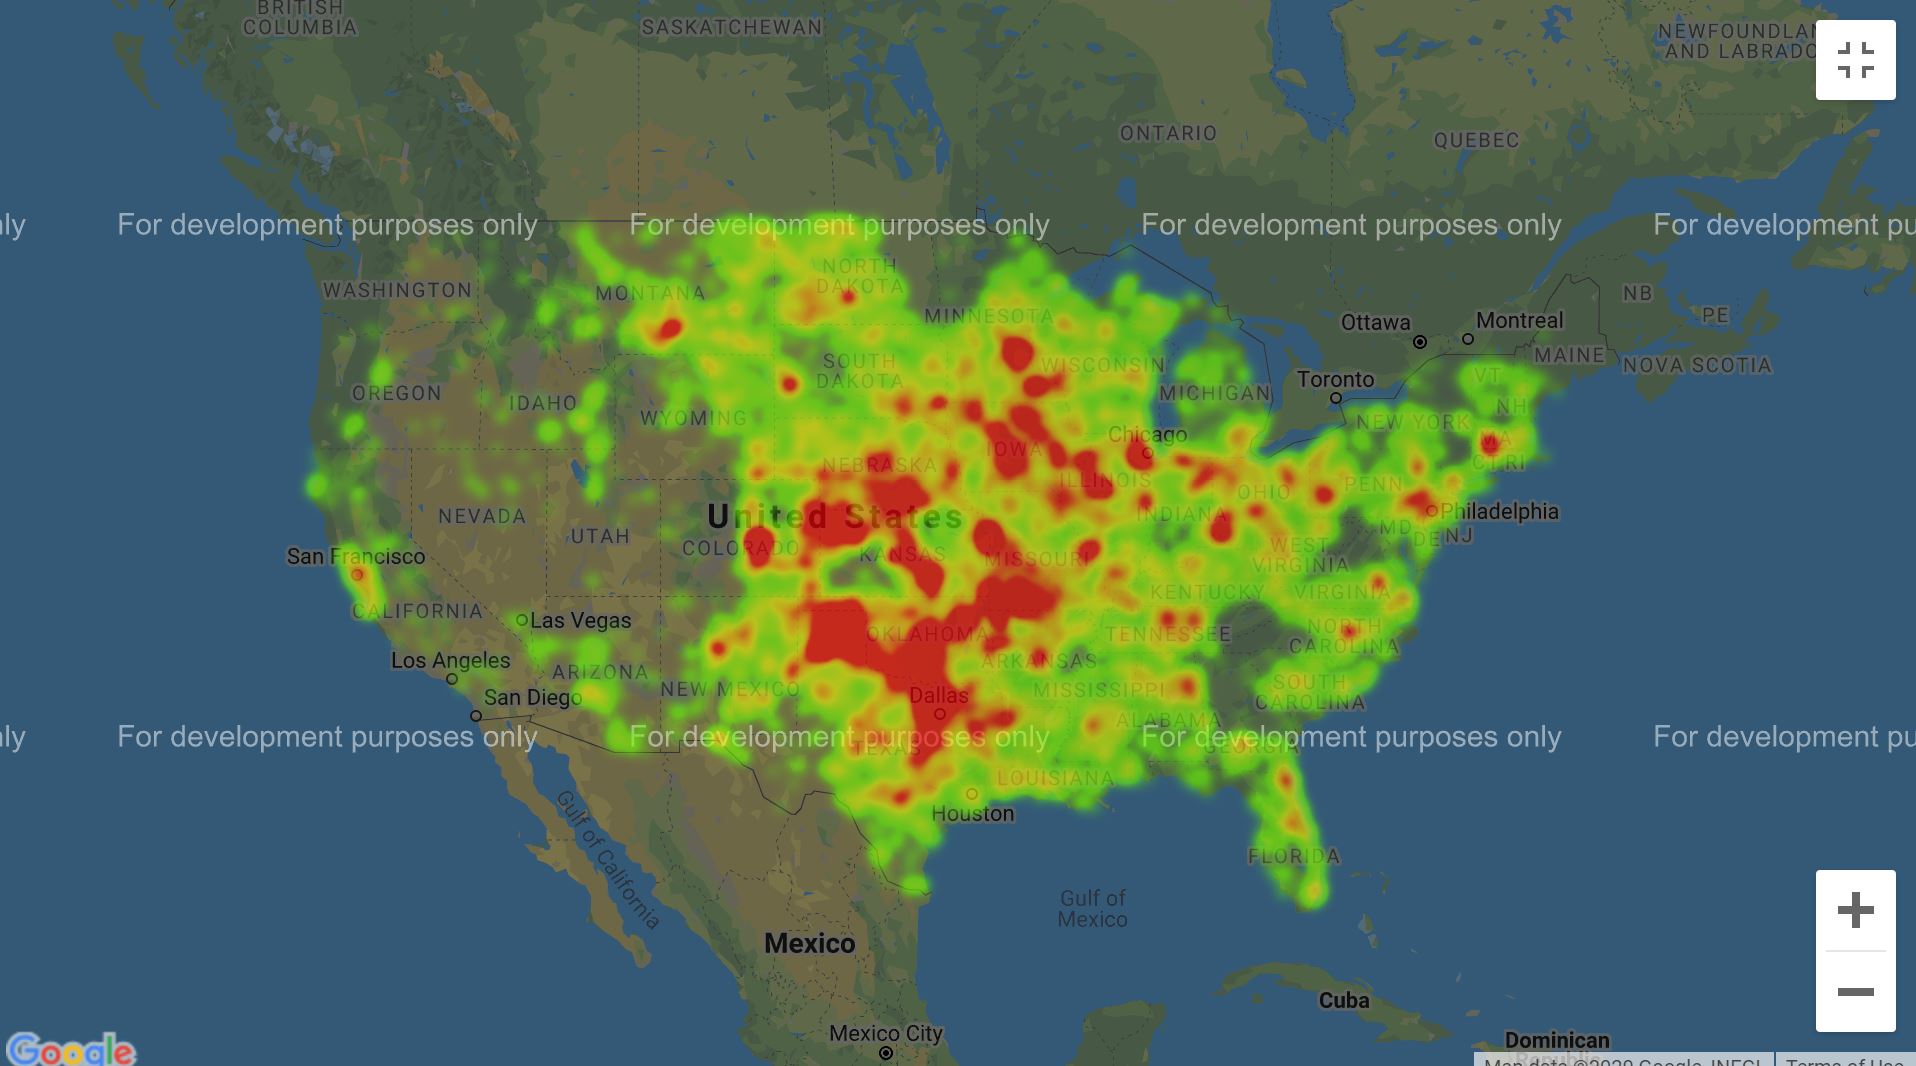 BRITISH
COLUMBIA
SASKATCHEWAN
NEWFOUNDLAN
AND LABRADO
ONTARIO
QUEBEC
ly
For development purposes only
For development purposes only
For development purposes only
For development pu
NORTH
DAKOTA
WASHINGTON
MONTANA
NB
MINNESOTA
PE
Ottawa
Montreal
MAINE
NOVA SCOTIA
SOUTH
DAKOTA
WISCONSIN
VT
Toronto
OREGON
IDAHO
MICHIGAN
NH
WYOMING
NEW YORK
Chicago
MA
IOWA
CT RI
NEBRASKA
ILLINOIS
OHIO
PENN
United States
NEVADA
INDIANA
Philadelphia
UTAH
MD
DE
NJ
COLORADO
KANSAS
MISSOURI
WEST
VIRGINIA
San Francisco
KENTUCKY
VIRGINIA
CALIFORNIA
Las Vegas
OKLAHOMA
TENNESSEE
NORTH
CAROLINA
Los Angeles
ARIZONA
NEW MEXICO
ARKANSAS
MISSISSIPPI
San Diego
Dallas
SOUTH
CAROLINA
ALABAMA
ly
For development purposes only
For development purposes only
For development purposes only
For development pu
TEXAS
GEORGIA
LOUISIANA
Houston
Gulf of California
FLORIDA
Gulf of
Mexico
Mexico
Cuba
Mexico City
Dominican
Republic
Google
Map data ©2020 Google, INEGI
Terms of Use